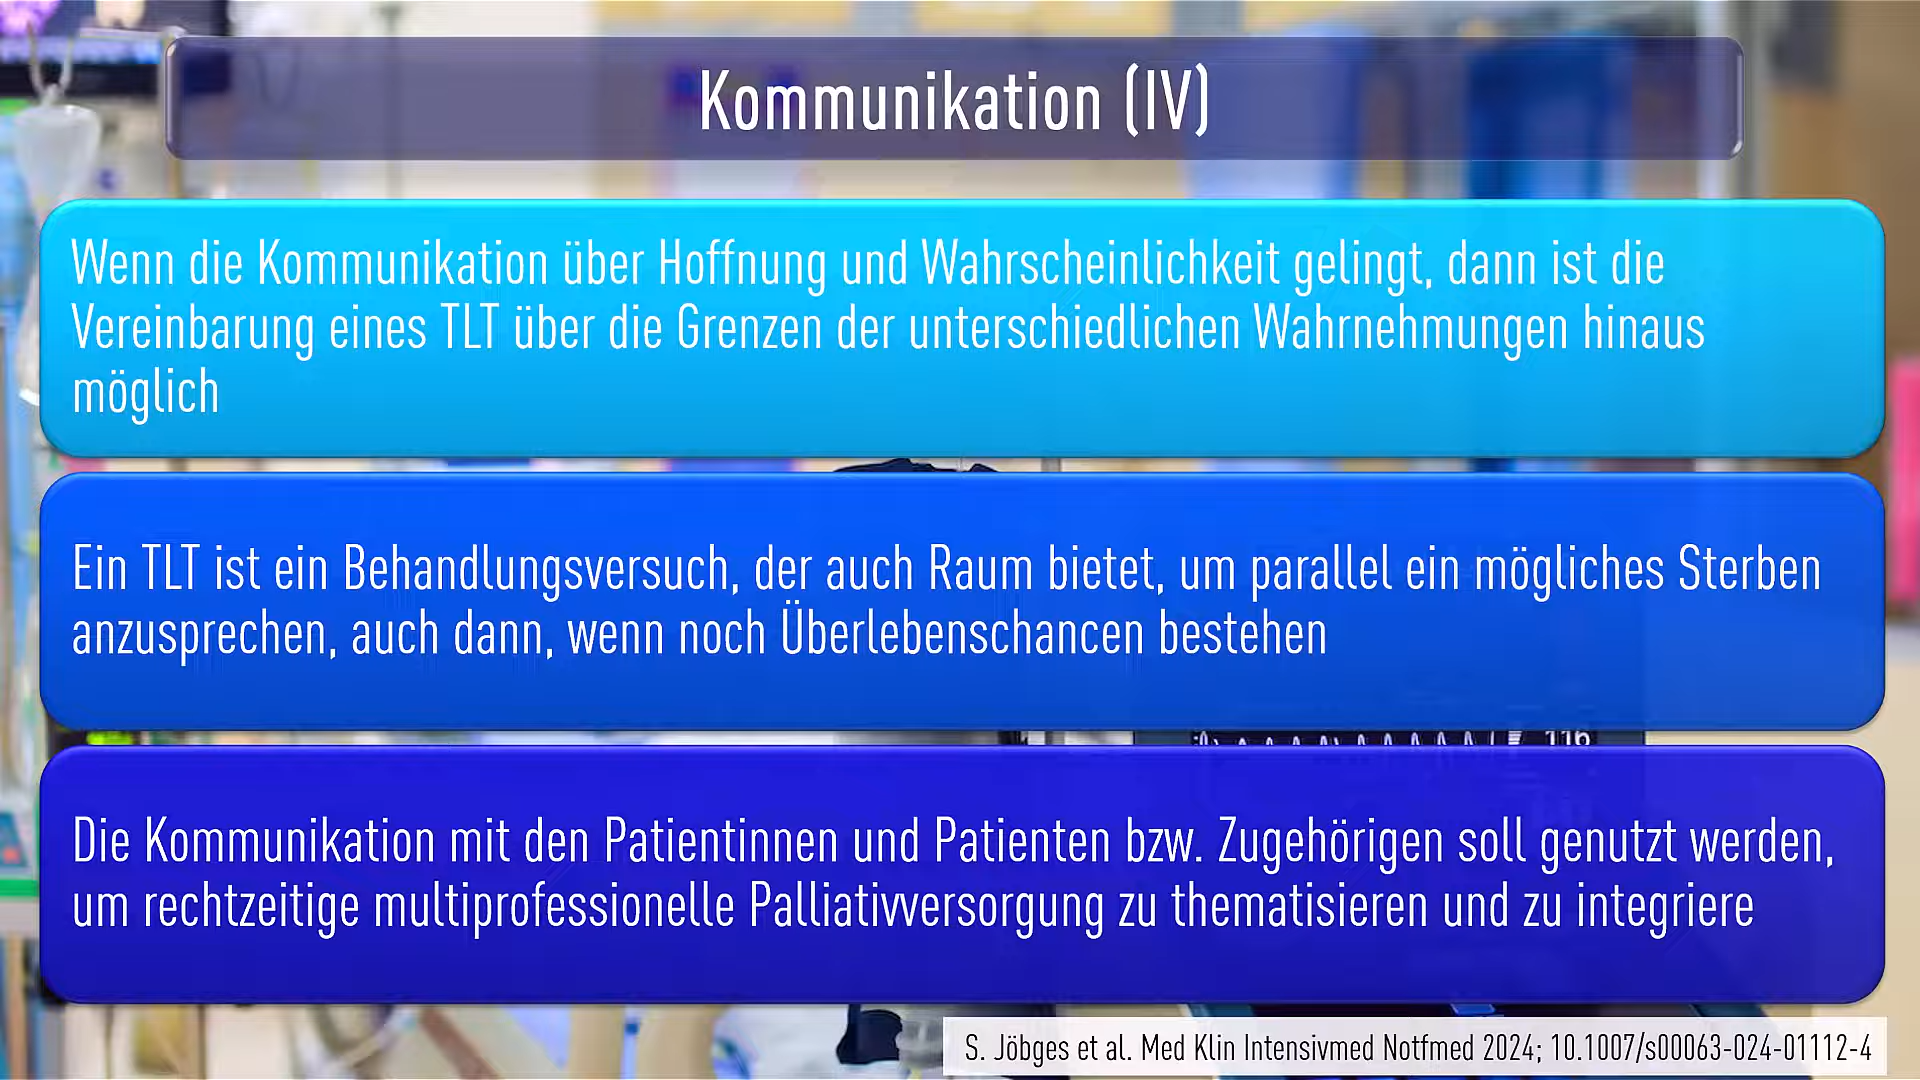 Kommunikation (IV)
Wenn die Kommunikation über Hoffnung und Wahrscheinlichkeit gelingt, dann ist die
Vereinbarung eines TLT über die Grenzen der unterschiedlichen Wahrnehmungen hinaus
möglich
Ein TLT ist ein Behandlungsversuch, der auch Raum bietet, um parallel ein mögliches Sterben
anzusprechen, auch dann, wenn noch Überlebenschancen bestehen
116
Die Kommunikation mit den Patientinnen und Patienten bzw. Zugehörigen soll genutzt werden,
um rechtzeitige multiprofessionelle Palliativversorgung zu thematisieren und zu integriere
S. Jöbges et al. Med Klin Intensivmed Notfmed 2024; 10.1007/s00063-024-01112-4